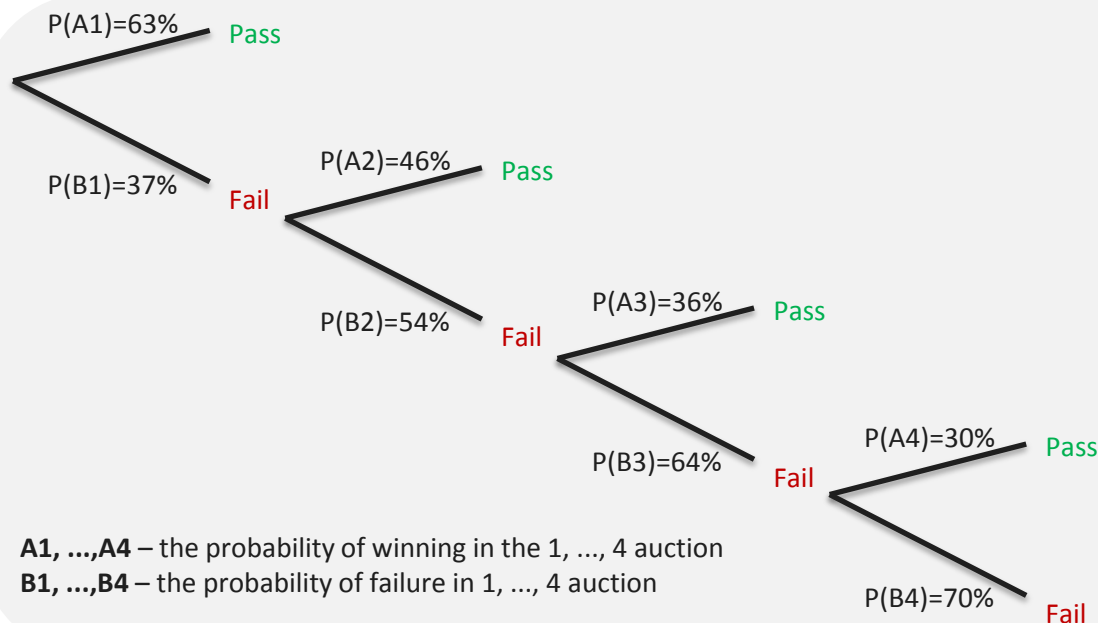 P(A1)=63%
Pass
P(B1)=37%
Fail
P(A2)=46%
Pass
P(B2)=54%
Fail
P(A3)=36%
Pass
P(B3)=64%
Fail
P(A4)=30%
Pass
P(B4)=70%
Fail
A1, ...,A4 – the probability of winning in the 1, ..., 4 auction
B1, ...,B4 – the probability of failure in 1, ..., 4 auction